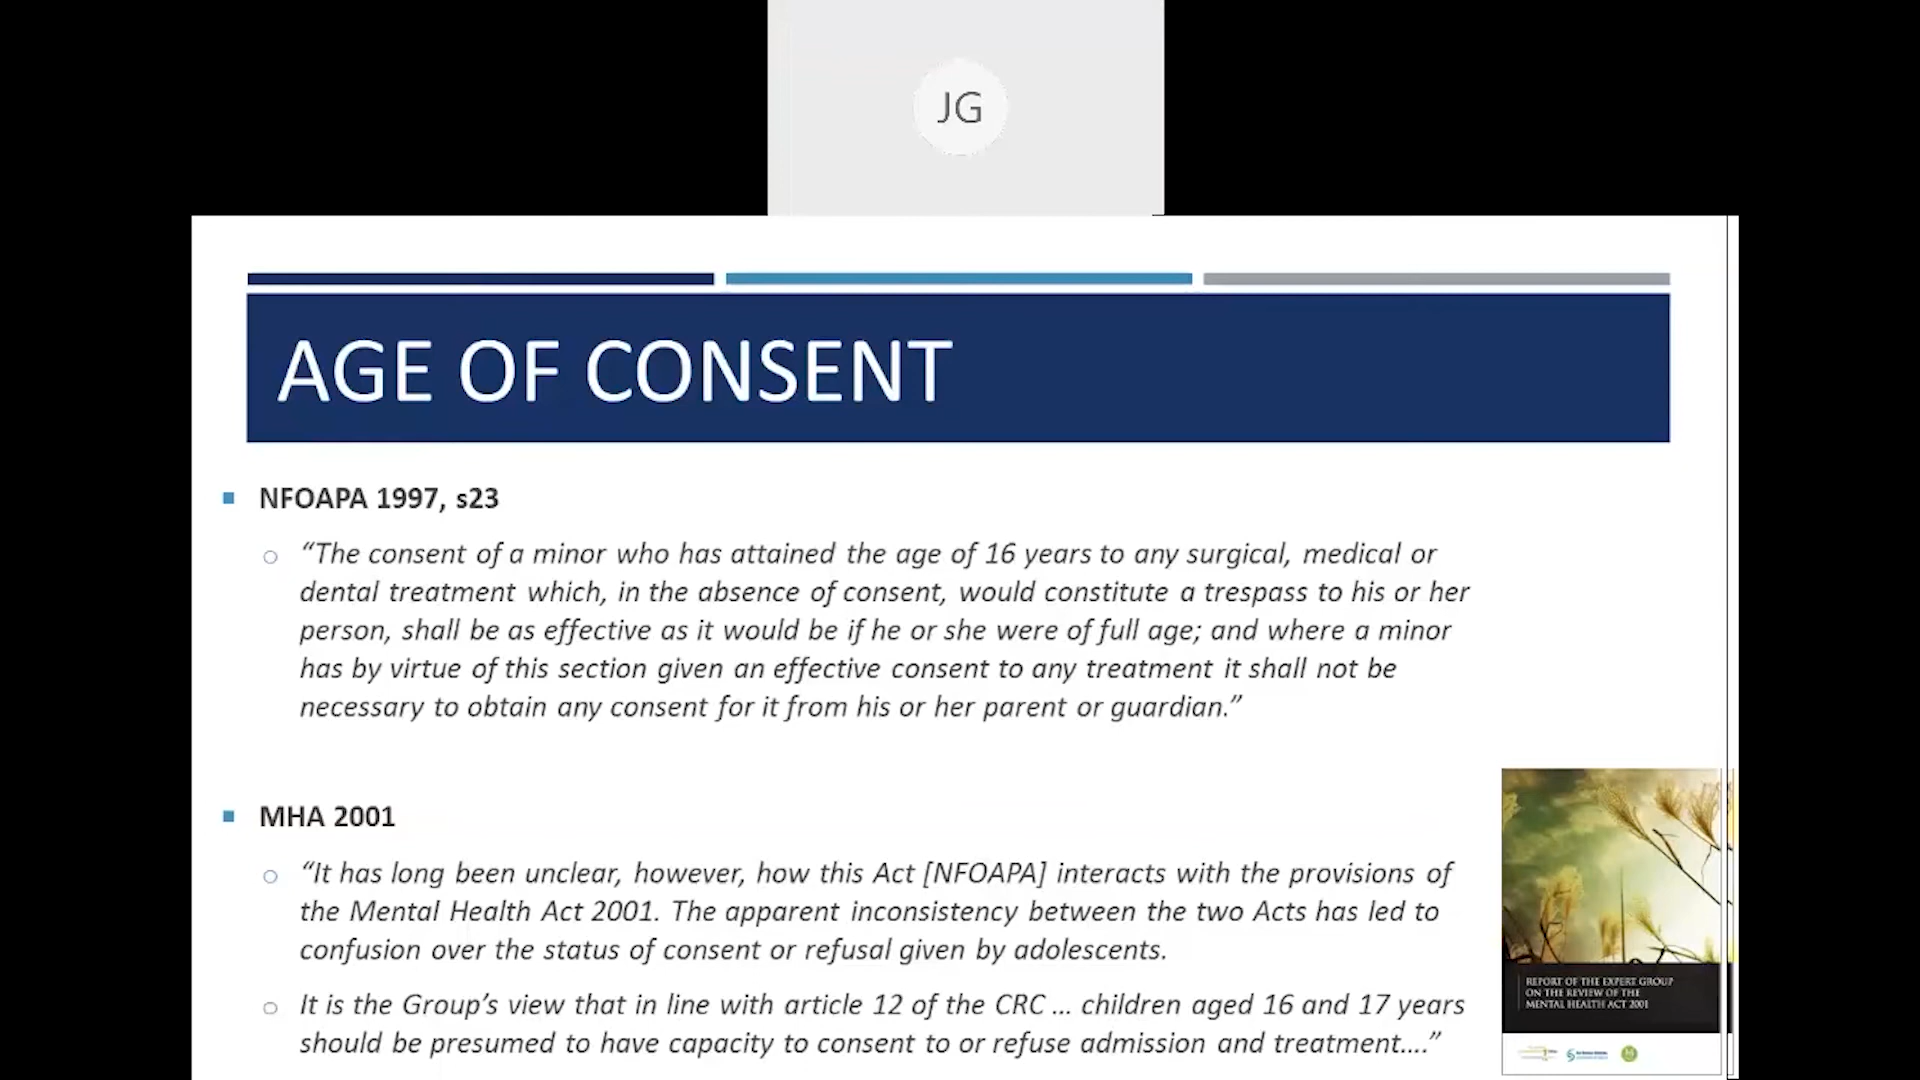 JG
AGE OF CONSENT
NFOAPA 1997, s23
“The consent of a minor who has attained the age of 16 years to any surgical, medical or
dental treatment which, in the absence of consent, would constitute a trespass to his or her
person, shall be as effective as it would be if he or she were of full age; and where a minor
has by virtue of this section given an effective consent to any treatment it shall not be
necessary to obtain any consent for it from his or her parent or guardian.”
MHA 2001
“It has long been unclear, however, how this Act [NFOAPA] interacts with the provisions of
the Mental Health Act 2001. The apparent inconsistency between the two Acts has led to
confusion over the status of consent or refusal given by adolescents.
It is the Group’s view that in line with article 12 of the CRC ... children aged 16 and 17 years
should be presumed to have capacity to consent to or refuse admission and treatment....”
REPORT OF THE EXPERT GROUP
ON THE REVIEW OF THE
MENTAL HEALTH ACT 2001